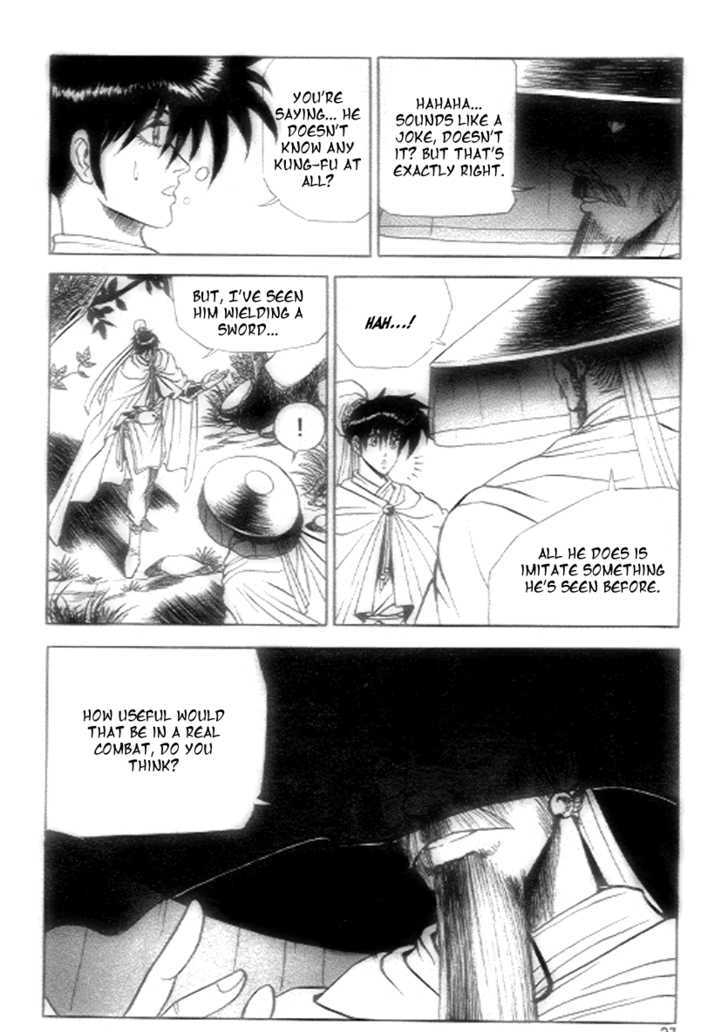 YOU'RE
SAYING... HE
DOESN'T
KNOW ANY
KUNG-FU AT
ALL?
HAHAHA...
SOUNDS LIKE A
JOKE, DOESN'T
IT? BUT THAT'S
EXACTLY RIGHT.
BUT, I'VE SEEN
HIM WIELDING A
SWORD...
!
HAH...!
ALL HE DOES IS
IMITATE SOMETHING
HE'S SEEN BEFORE.
HOW USEFUL WOULD
THAT BE IN A REAL
COMBAT, DO YOU
THINK?